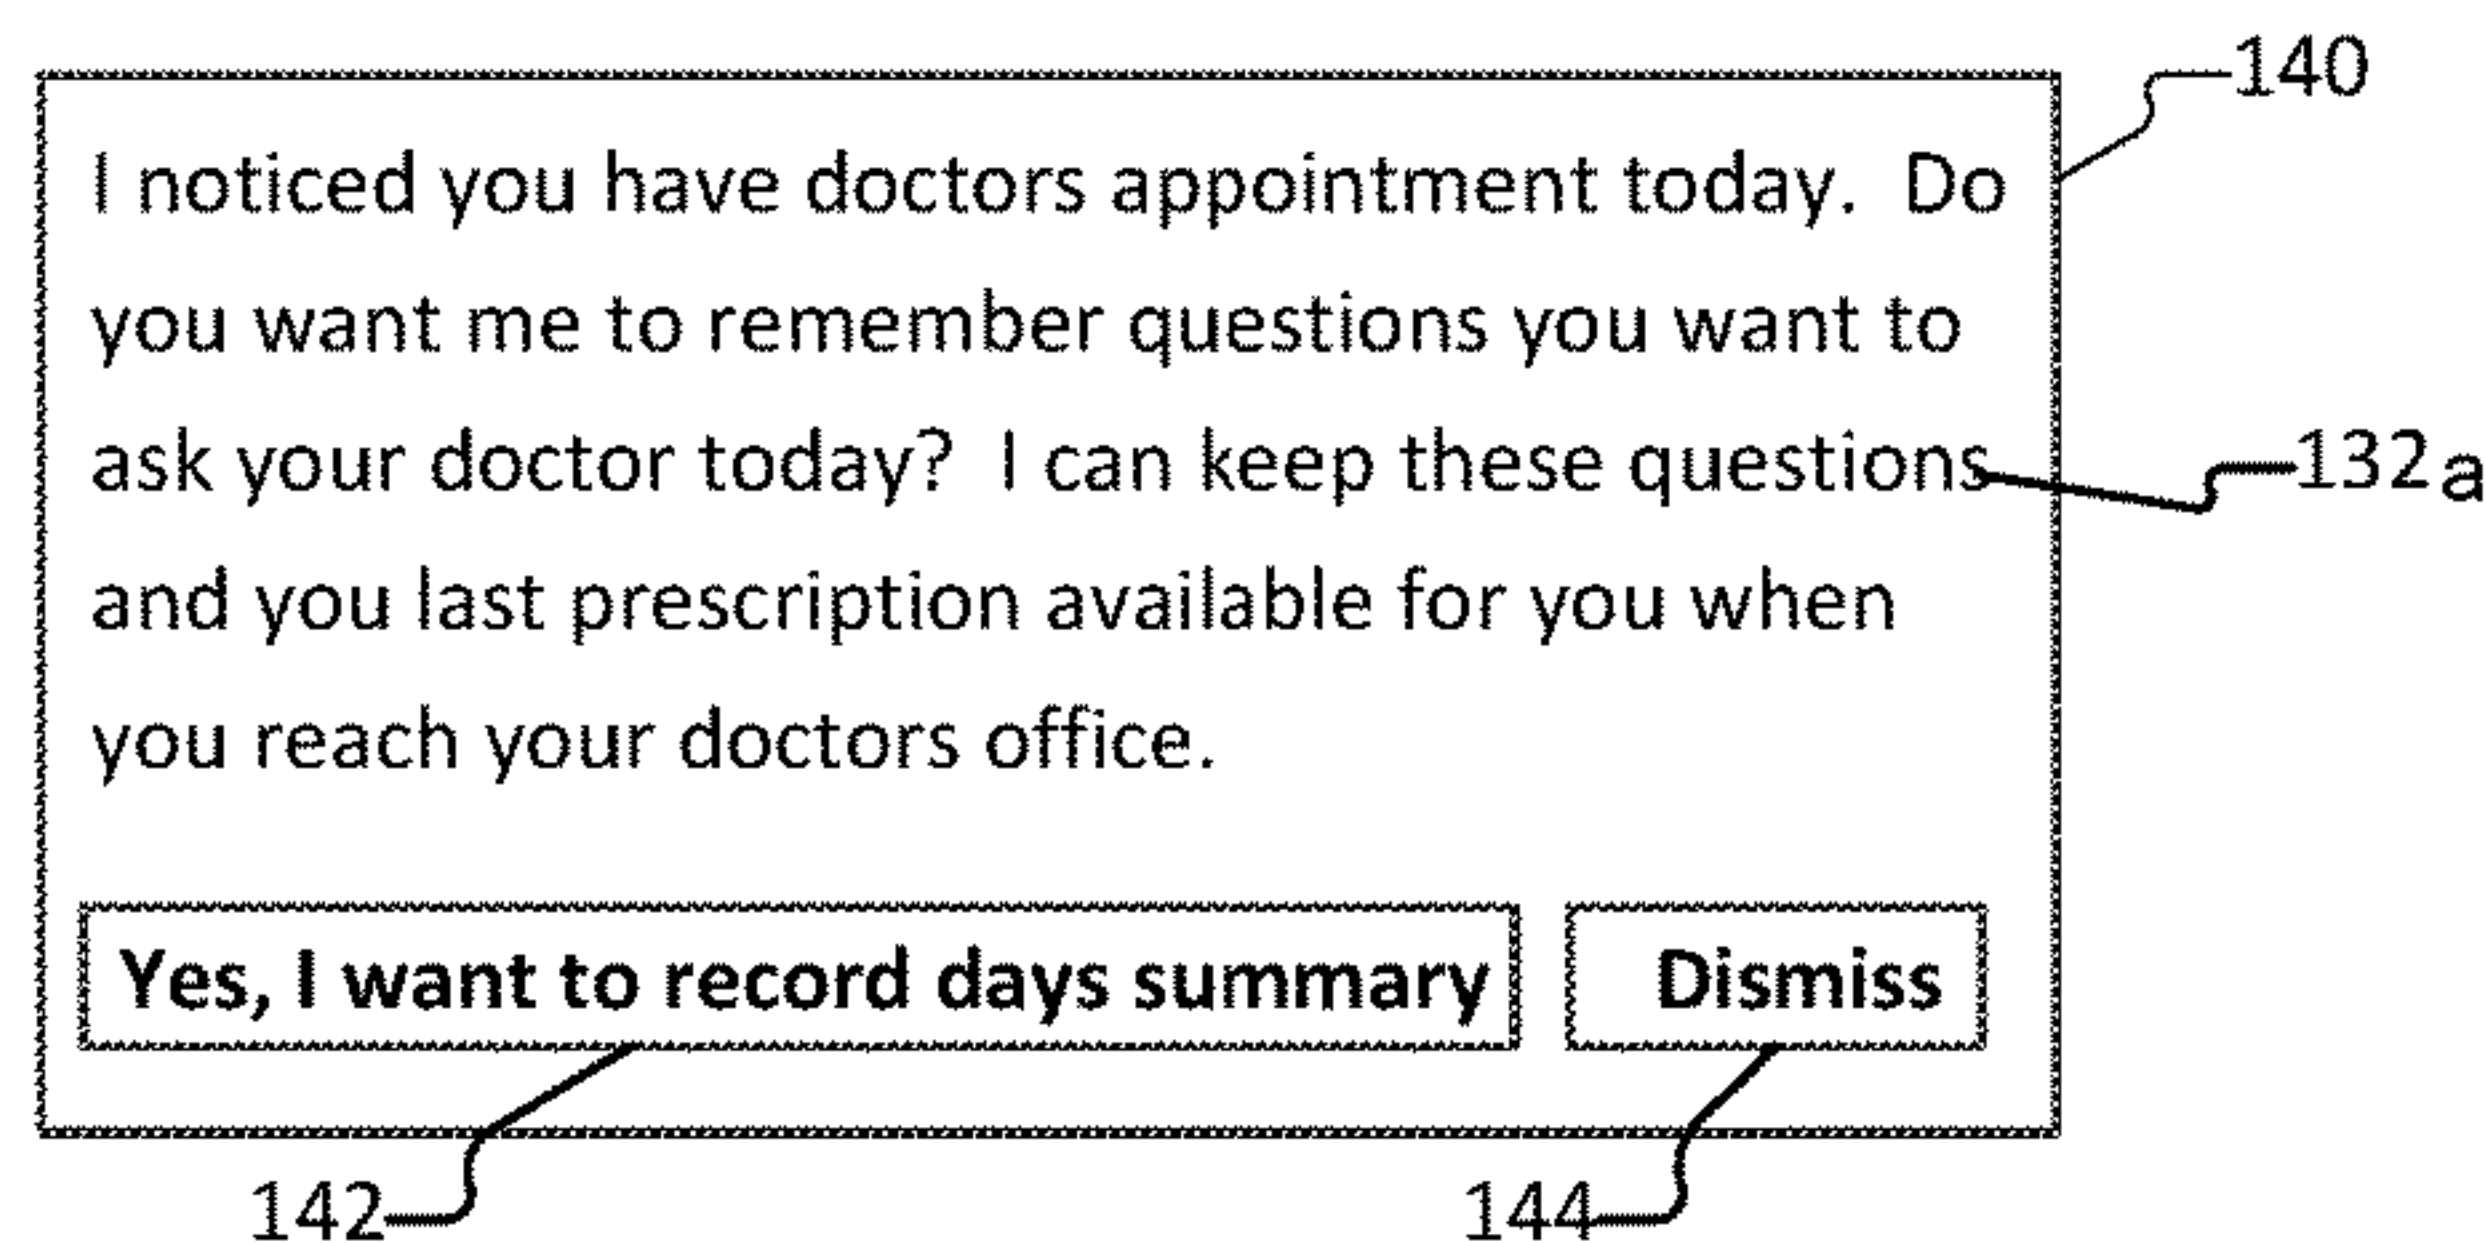 140
I noticed you have doctors appointment today.  Do
you want me to remember questions you want to
ask your doctor today?  I can keep these questions
132a
and you last prescription available for you when
you reach your doctors office.
Yes, I want to record days summary
Dismiss
142
144